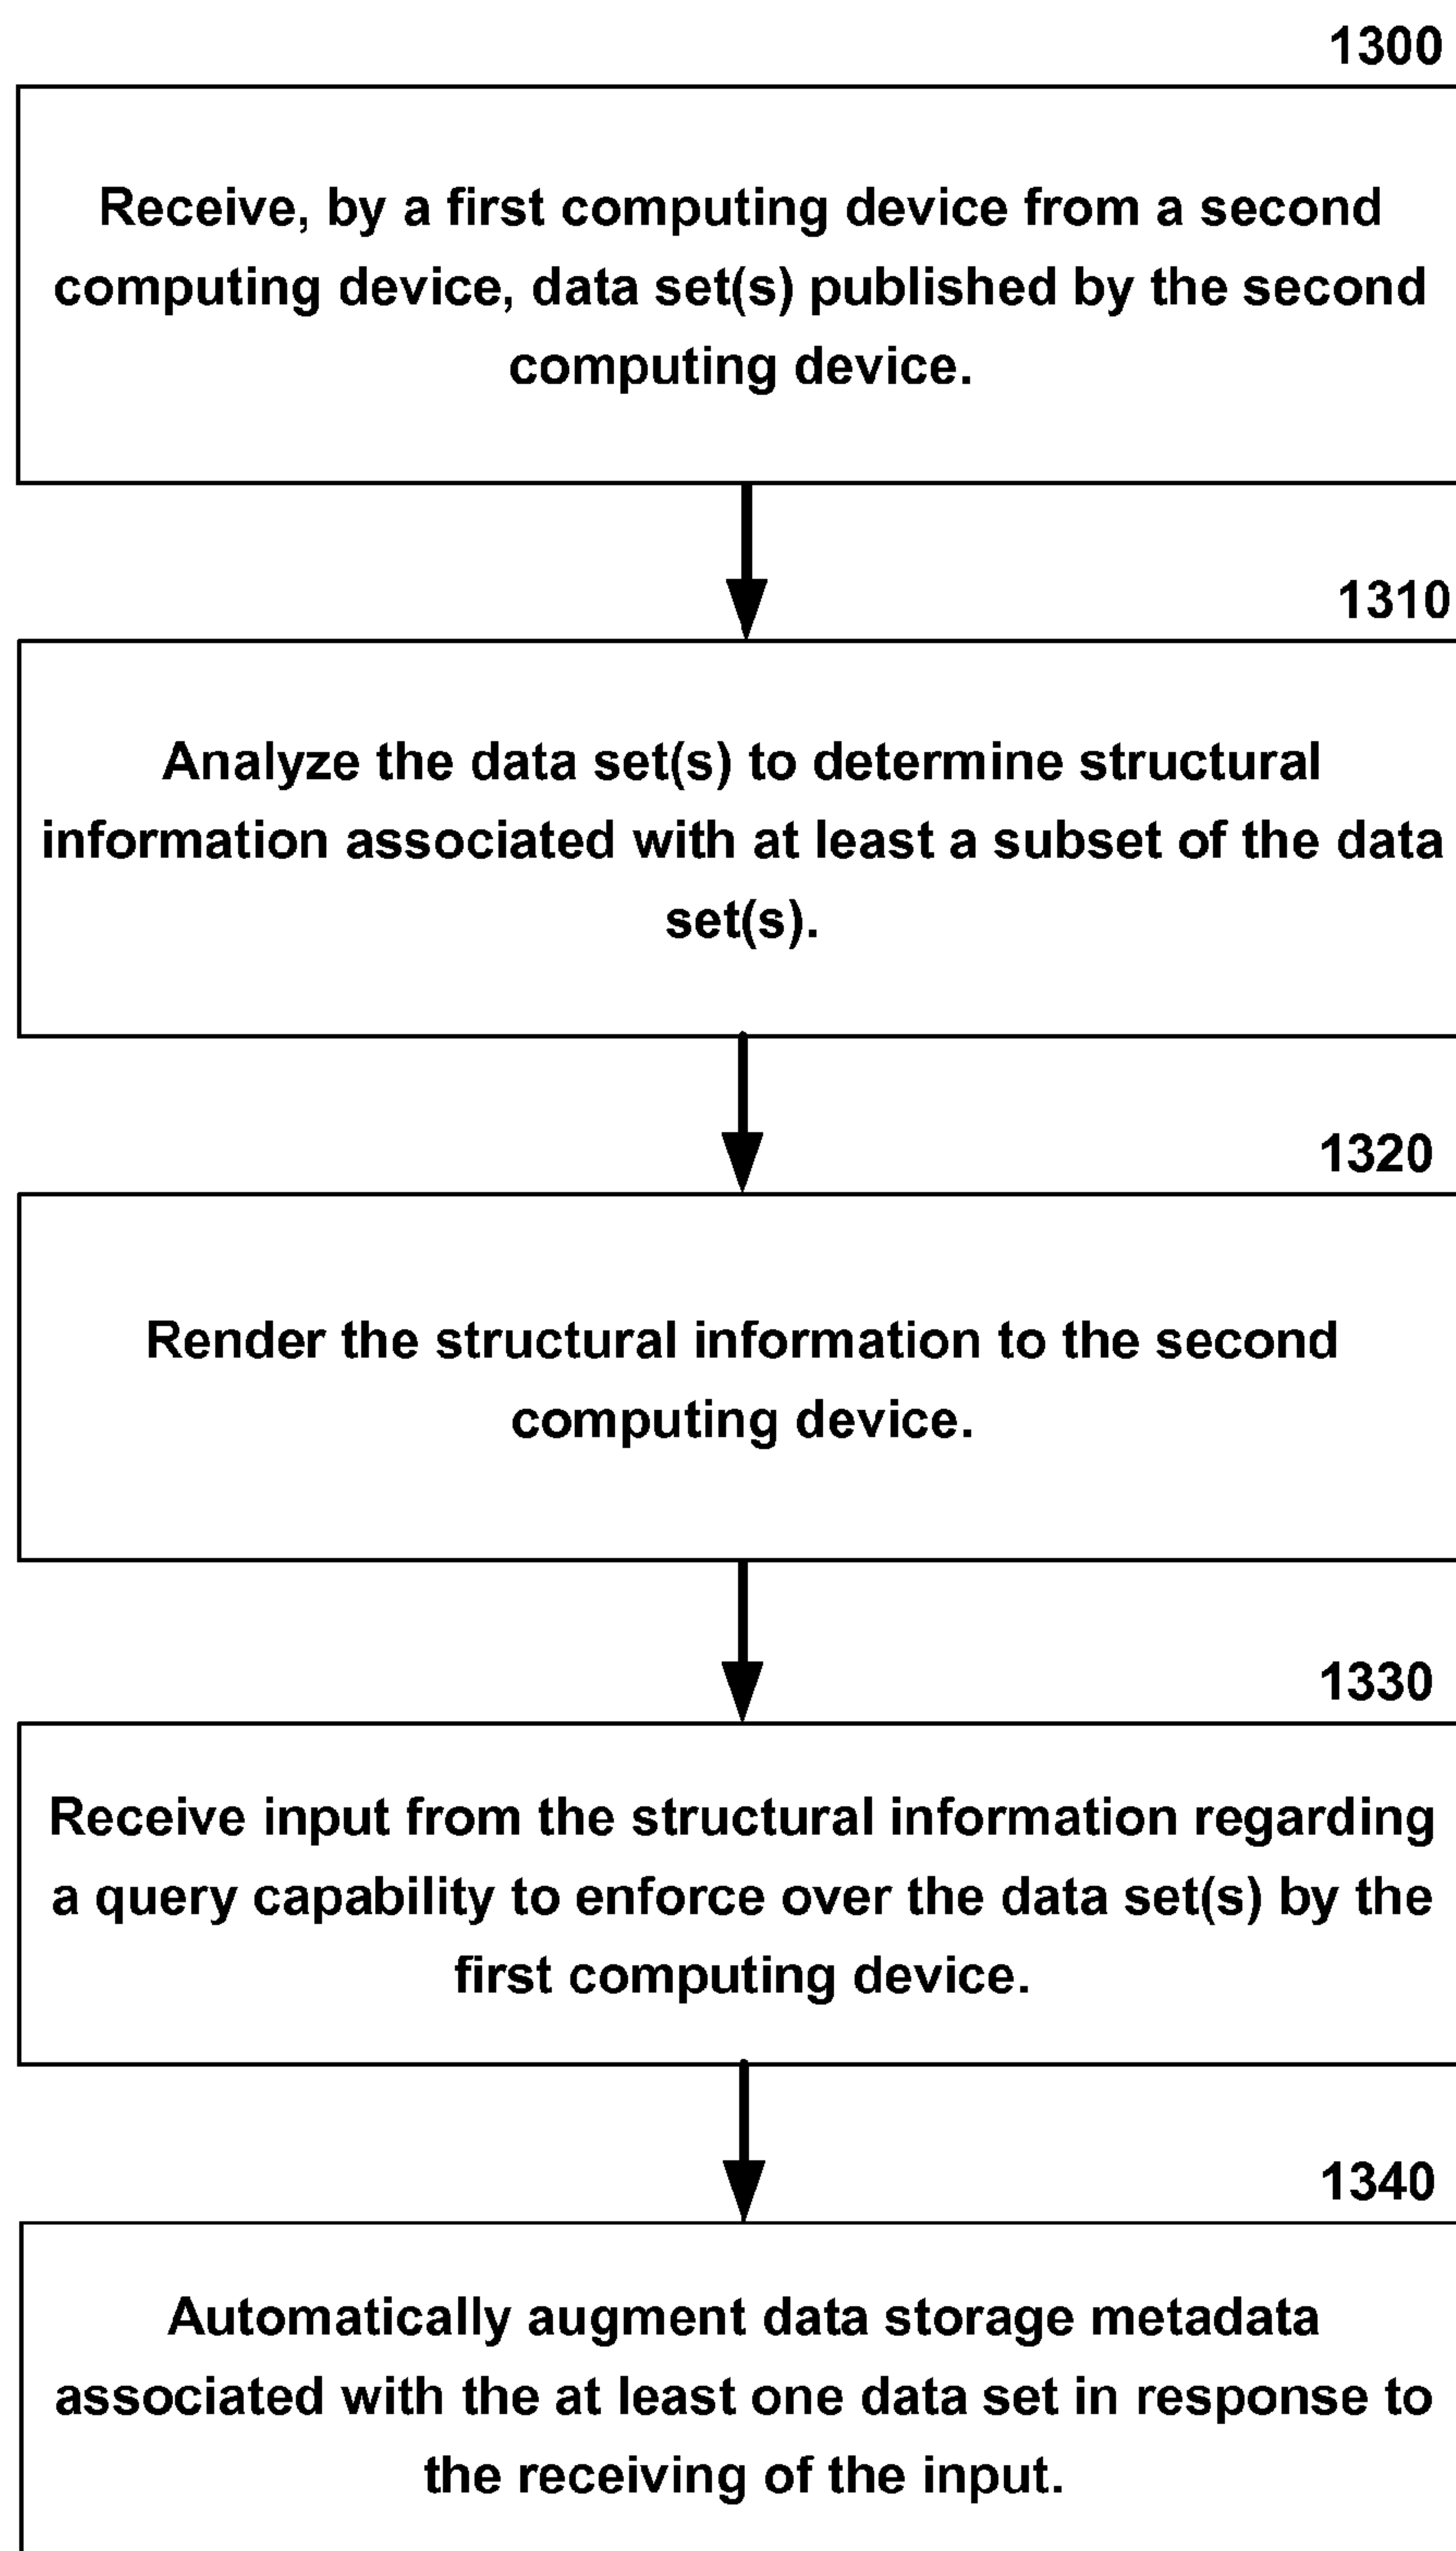 1300
Receive, by a first computing device from a second
computing device, data set(s) published by the second
computing device.
1310
Analyze the data set(s) to determine structural
information associated with at least a subset of the data
set(s).
1320
Render the structural information to the second
computing device.
1330
Receive input from the structural information regarding
a query capability to enforce over the data set(s) by the
first computing device.
1340
Automatically augment data storage metadata
associated with the at least one data set in response to
the receiving of the input.